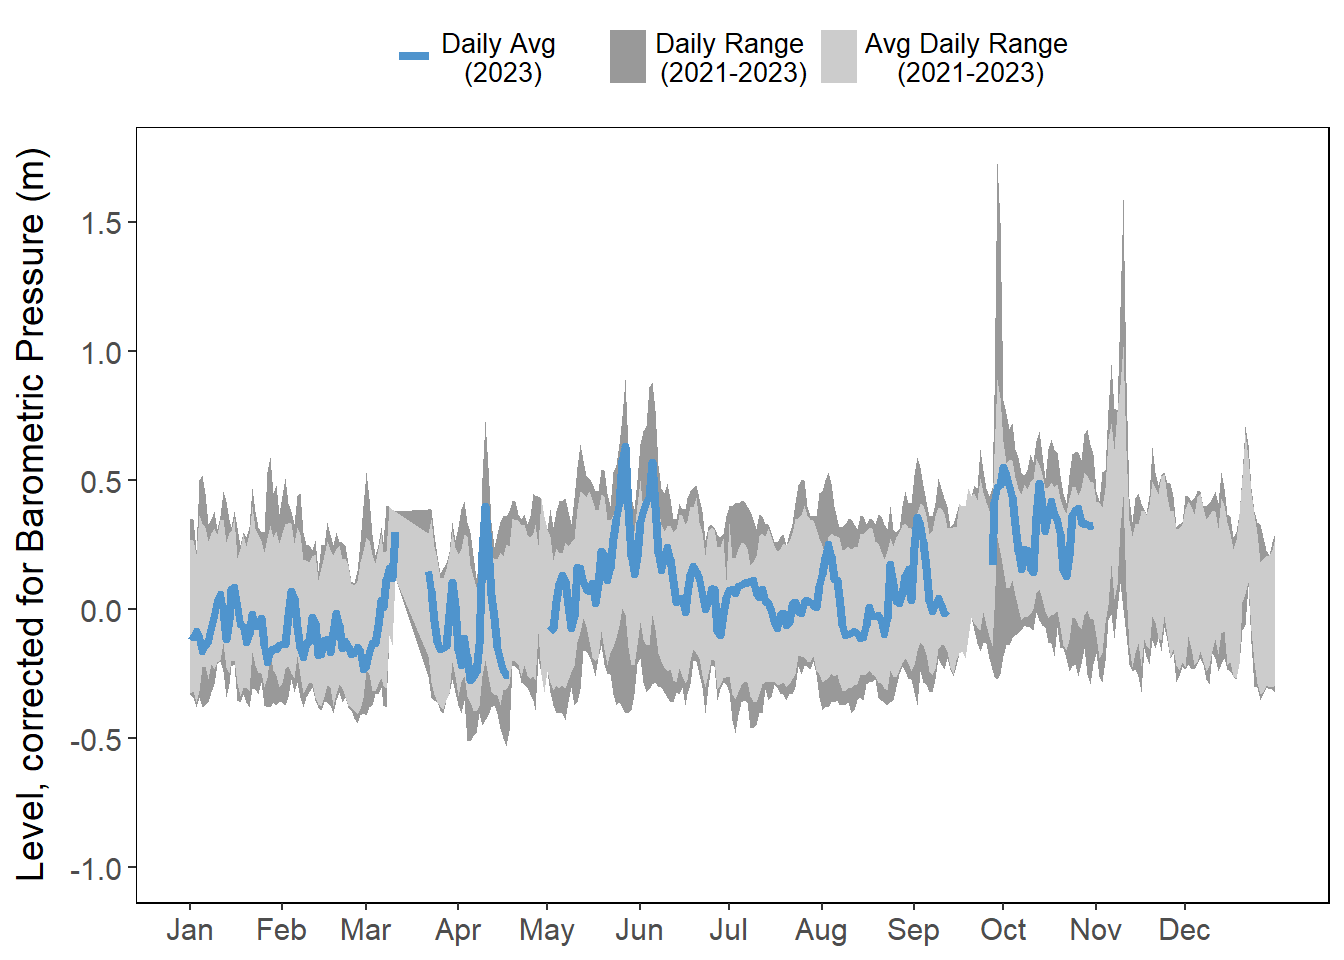 Daily Avg
(2023)
Daily Range
(2021-2023)
Avg Daily Range
(2021-2023)
Level, corrected for Barometric Pressure (m)
1.5
1.0
0.5
0.0
-0.5
-1.0
Jan Feb Mar Apr May Jun Jul Aug Sep Oct Nov Dec